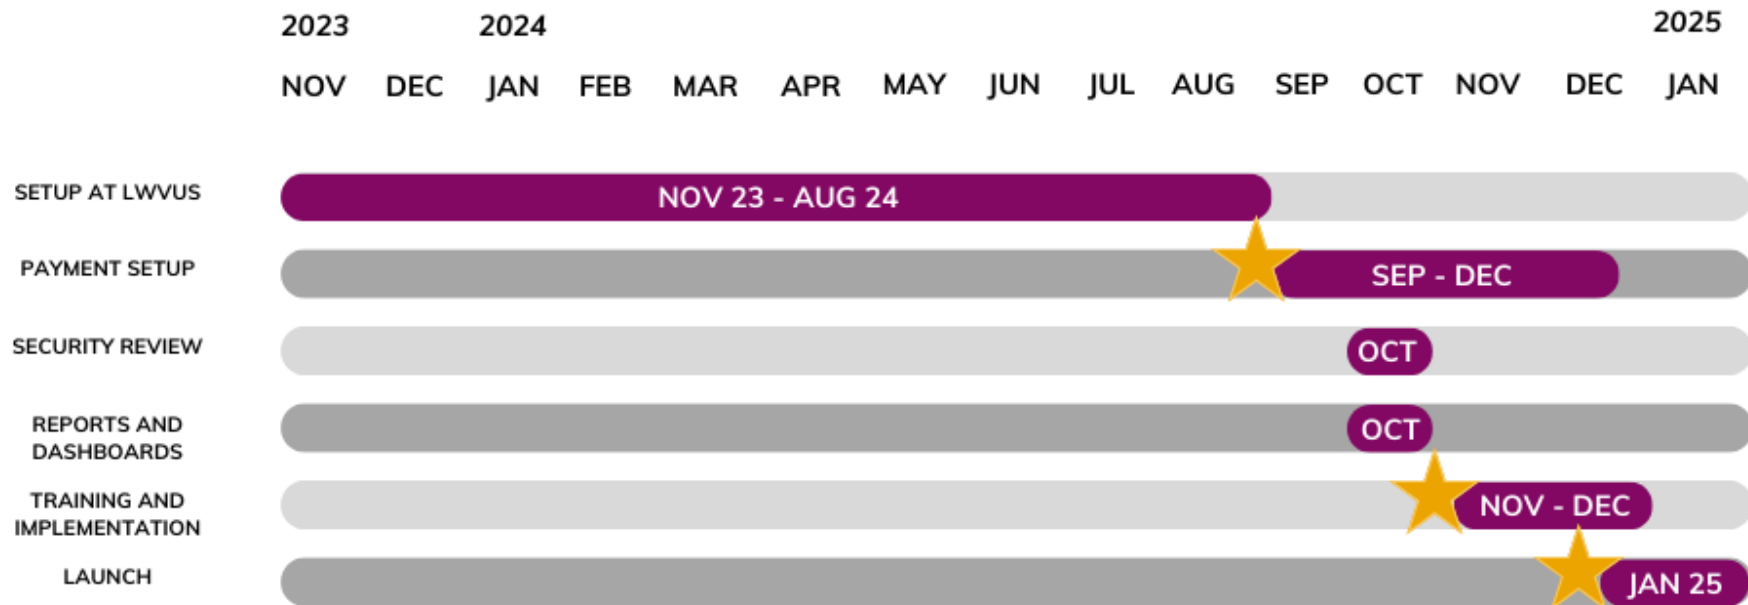 2023 2024 2025
NOV DEC JAN FEB MAR APR MAY JUN JUL AUG SEP OCT NOV DEC JAN
SETUP AT LWVUS NOV 23 - AUG 24
PAYMENT SETUP SEP - DEC
SECURITY REVIEW OCT
REPORTS AND
DASHBOARDS OCT
TRAINING AND
IMPLEMENTATION NOV - DEC
LAUNCH JAN 25